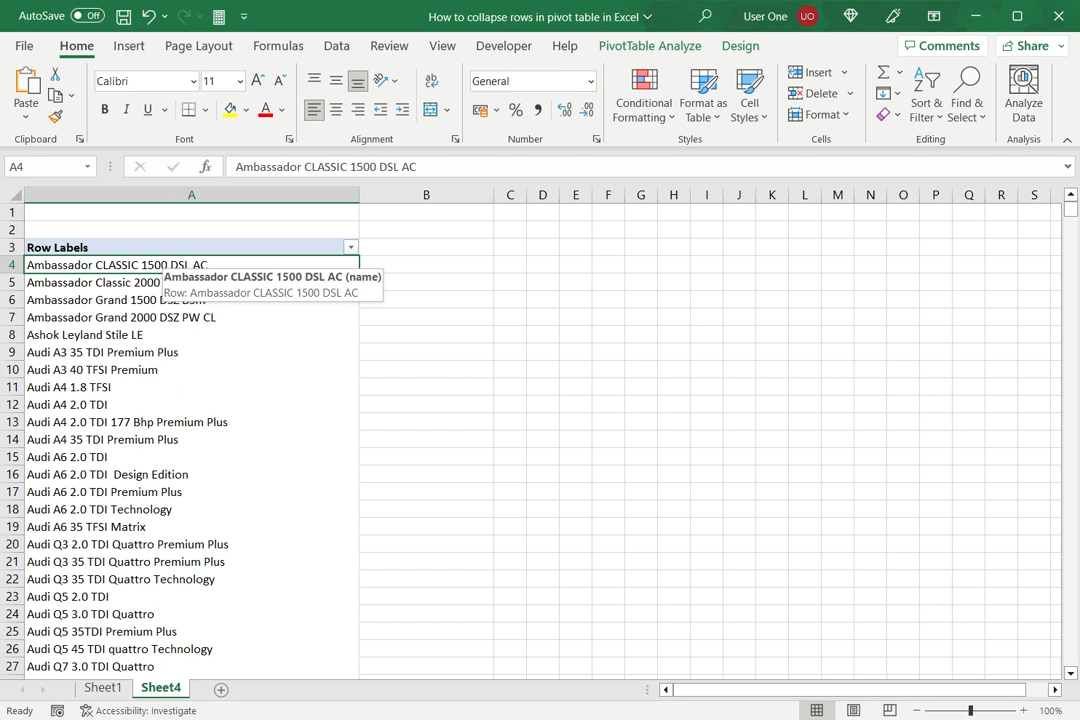 AutoSave Off How to collapse rows in pivot table in Excel User One UO
File Home Insert Page Layout Formulas Data Review View Developer Help PivotTable Analyze Design Comments Share
Paste Calibri 11 General Conditional Formatting Format as Table Cell Styles Insert Delete Format Sort & Filter Find & Select Analyze Data
Clipboard Font Alignment Number Styles Cells Editing Analysis
A4 fx Ambassador CLASSIC 1500 DSL AC
A B C D E F G H I J K L M N O P Q R S
1
2
3 Row Labels
4 Ambassador CLASSIC 1500 DSL AC
Ambassador CLASSIC 1500 DSL AC (name)
Row: Ambassador CLASSIC 1500 DSL AC
5 Ambassador Classic 2000
6 Ambassador Grand 1500
7 Ambassador Grand 2000 DSZ PW CL
8 Ashok Leyland Stile LE
9 Audi A3 35 TDI Premium Plus
10 Audi A3 40 TFSI Premium
11 Audi A4 1.8 TFSI
12 Audi A4 2.0 TDI
13 Audi A4 2.0 TDI 177 Bhp Premium Plus
14 Audi A4 35 TDI Premium Plus
15 Audi A6 2.0 TDI
16 Audi A6 2.0 TDI  Design Edition
17 Audi A6 2.0 TDI Premium Plus
18 Audi A6 2.0 TDI Technology
19 Audi A6 35 TFSI Matrix
20 Audi Q3 2.0 TDI Quattro Premium Plus
21 Audi Q3 35 TDI Quattro Premium Plus
22 Audi Q3 35 TDI Quattro Technology
23 Audi Q5 2.0 TDI
24 Audi Q5 3.0 TDI Quattro
25 Audi Q5 35TDI Premium Plus
26 Audi Q5 45 TDI quattro Technology
27 Audi Q7 3.0 TDI Quattro
Sheet1 Sheet4
Ready Accessibility: Investigate 100%